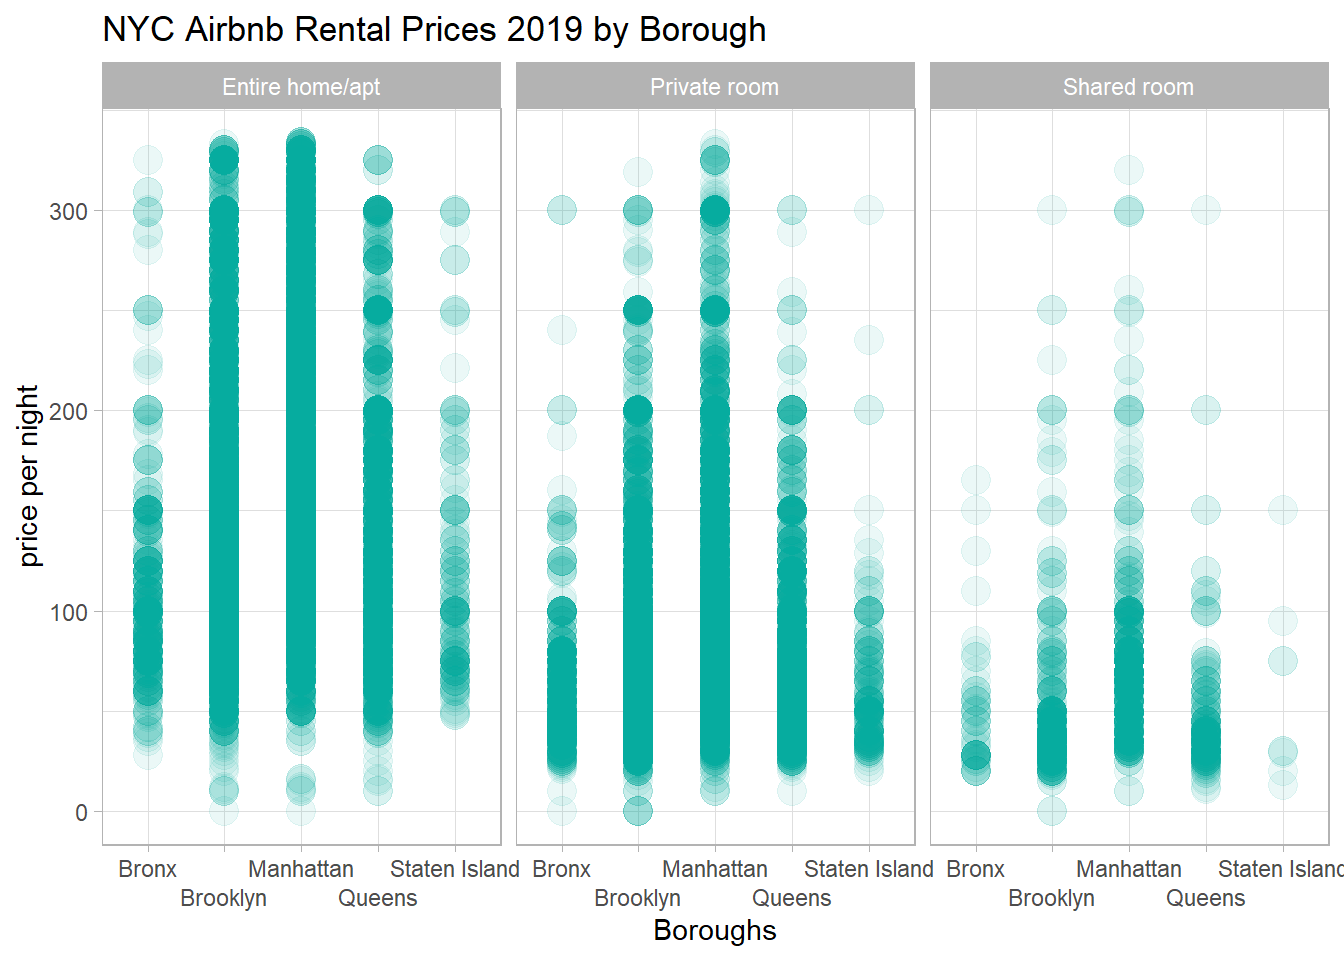 NYC Airbnb Rental Prices 2019 by Borough
Entire home/apt
Private room
Shared room
price per night
300
200
100
0
Bronx Manhattan Staten Island Bronx Manhattan Staten Island Bronx Manhattan Staten Island
Brooklyn Queens Brooklyn Queens Brooklyn Queens
Boroughs